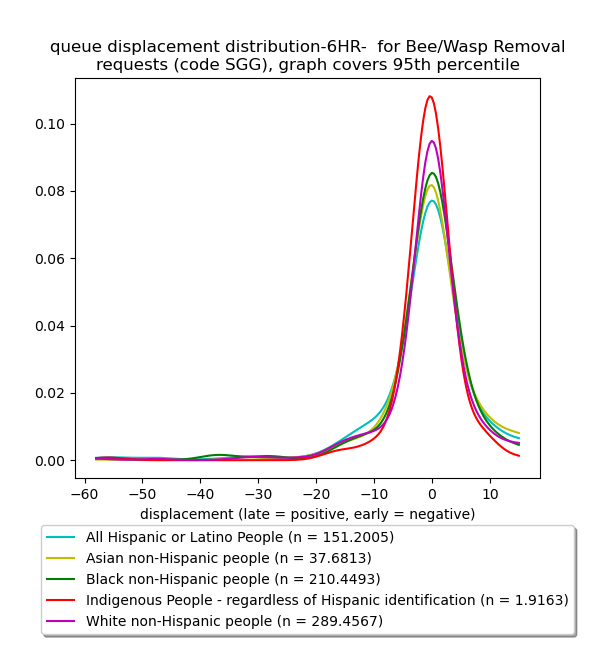 queue displacement distribution-6HR-  for Bee/Wasp Removal
requests (code SGG), graph covers 95th percentile
0.10
0.08
0.06
0.04
0.02
0.00
−60 −50 −40 −30 −20 −10 0 10
displacement (late = positive, early = negative)
All Hispanic or Latino People (n = 151.2005)
Asian non-Hispanic people (n = 37.6813)
Black non-Hispanic people (n = 210.4493)
Indigenous People - regardless of Hispanic identification (n = 1.9163)
White non-Hispanic people (n = 289.4567)